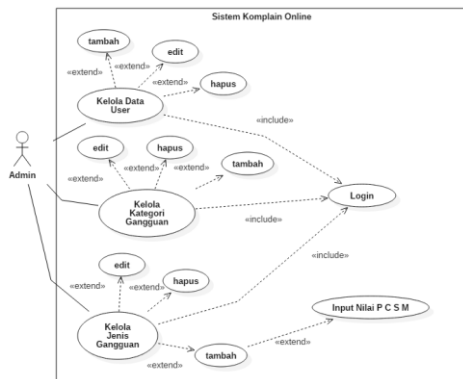 Sistem Komplain Online
tambah
edit
«extend»
«extend»
«extend»
hapus
Kelola Data
User
«include»
edit
hapus
tambah
«extend»
«extend»
«extend»
Admin
Kelola
Kategori
Gangguan
Login
«include»
«include»
edit
hapus
«extend»
«extend»
Input Nilai P C S M
Kelola
Jenis
Gangguan
«extend»
tambah
«extend»